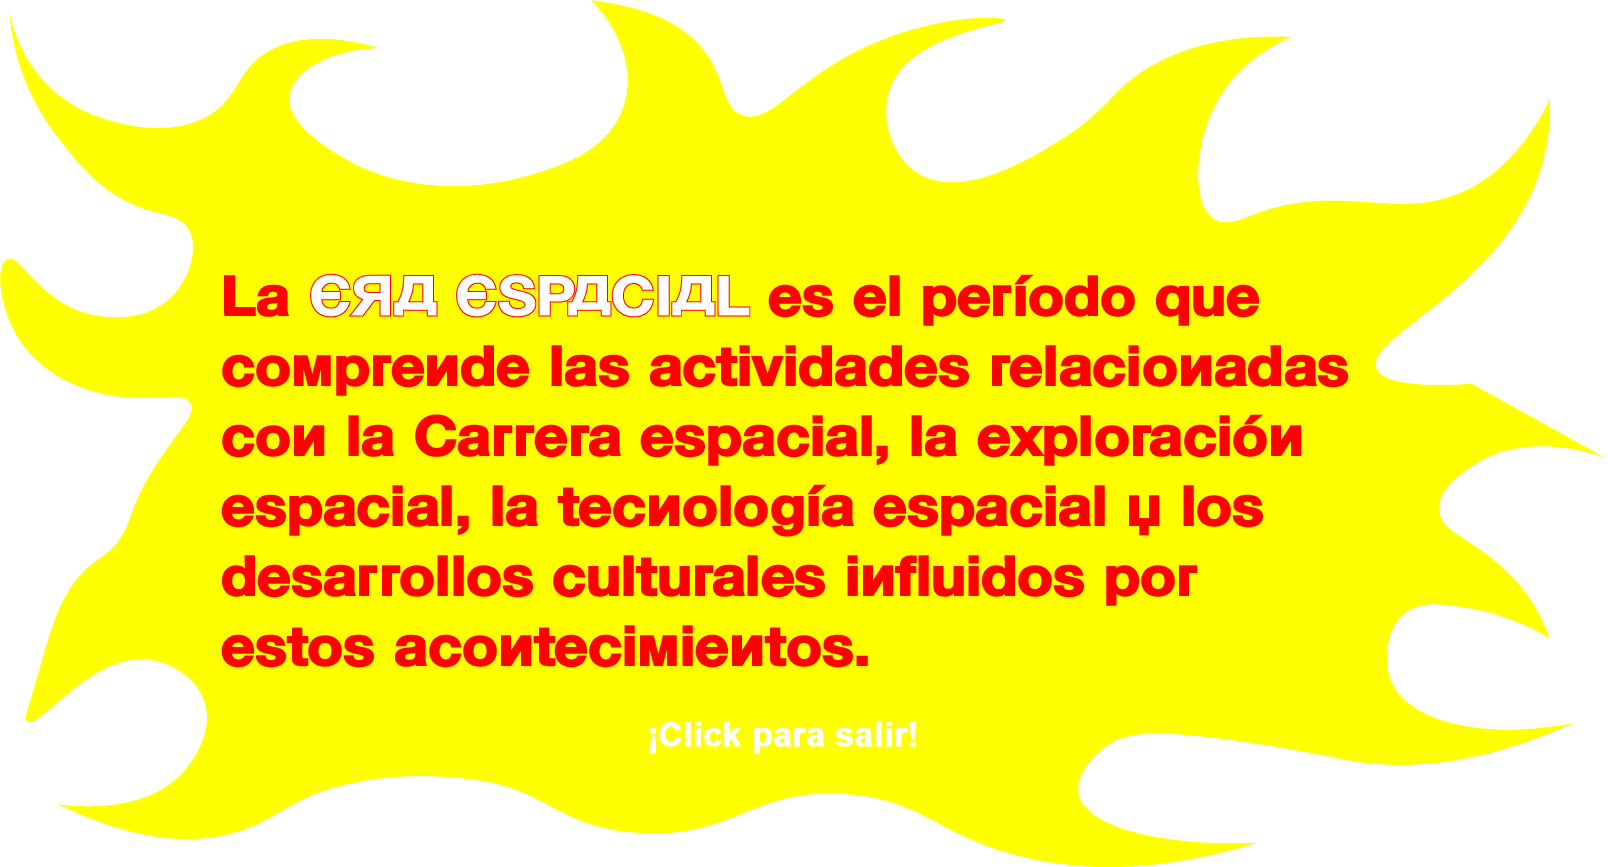 La ERA ESPACIAL es el período que
comprende las actividades relacionadas
con la Carrera espacial, la exploración
espacial, la tecnología espacial y los
desarrollos culturales influidos por
estos acontecimientos.
¡Click para salir!